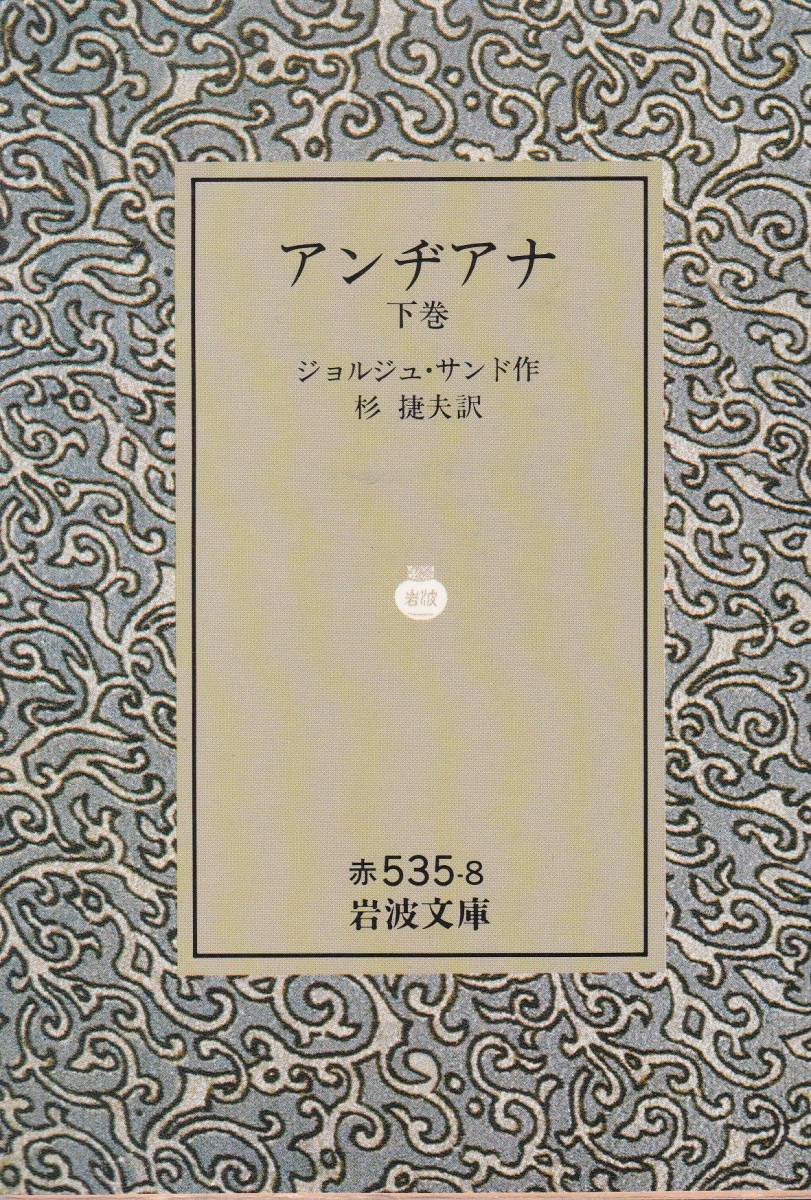 アンヂアナ
下巻
ジョルジュ・サンド作
杉 捷夫訳
岩波
赤535-8
岩波文庫